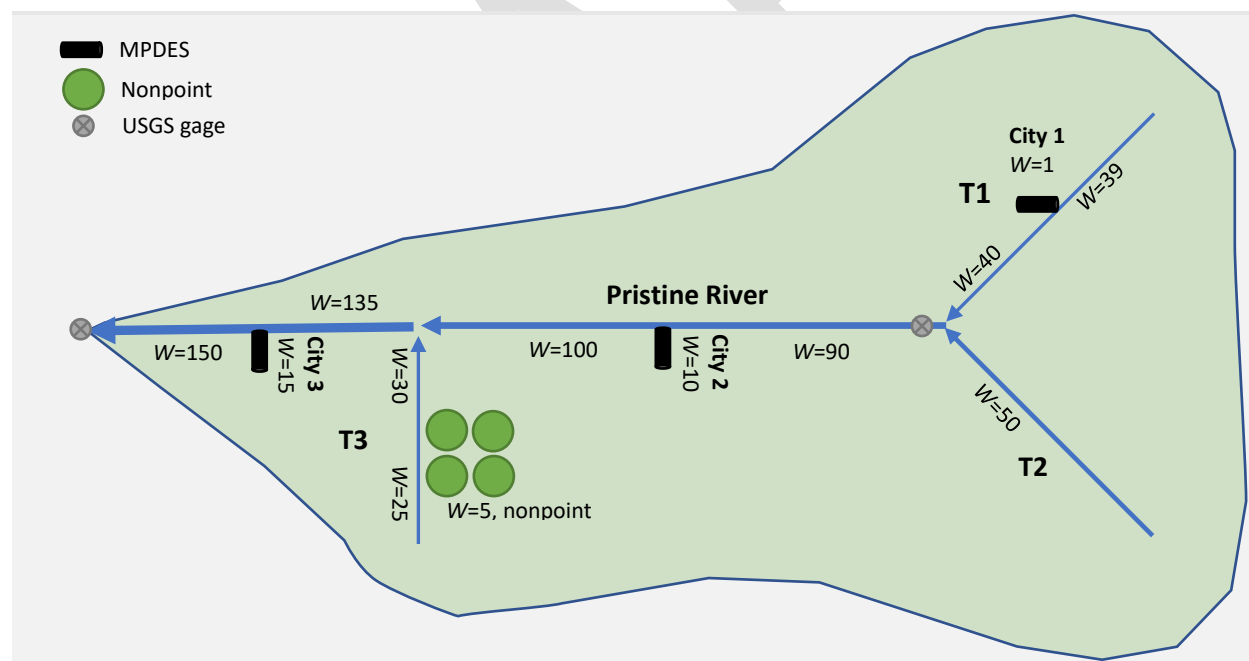 MPDES
Nonpoint
USGS gage
City 1
W=1
T1
W=39
W=40
Pristine River
W=135
W=150
City 3
W=15
W=30
W=100
City 2
W=10
W=90
W=50
T2
T3
W=25
W=5, nonpoint